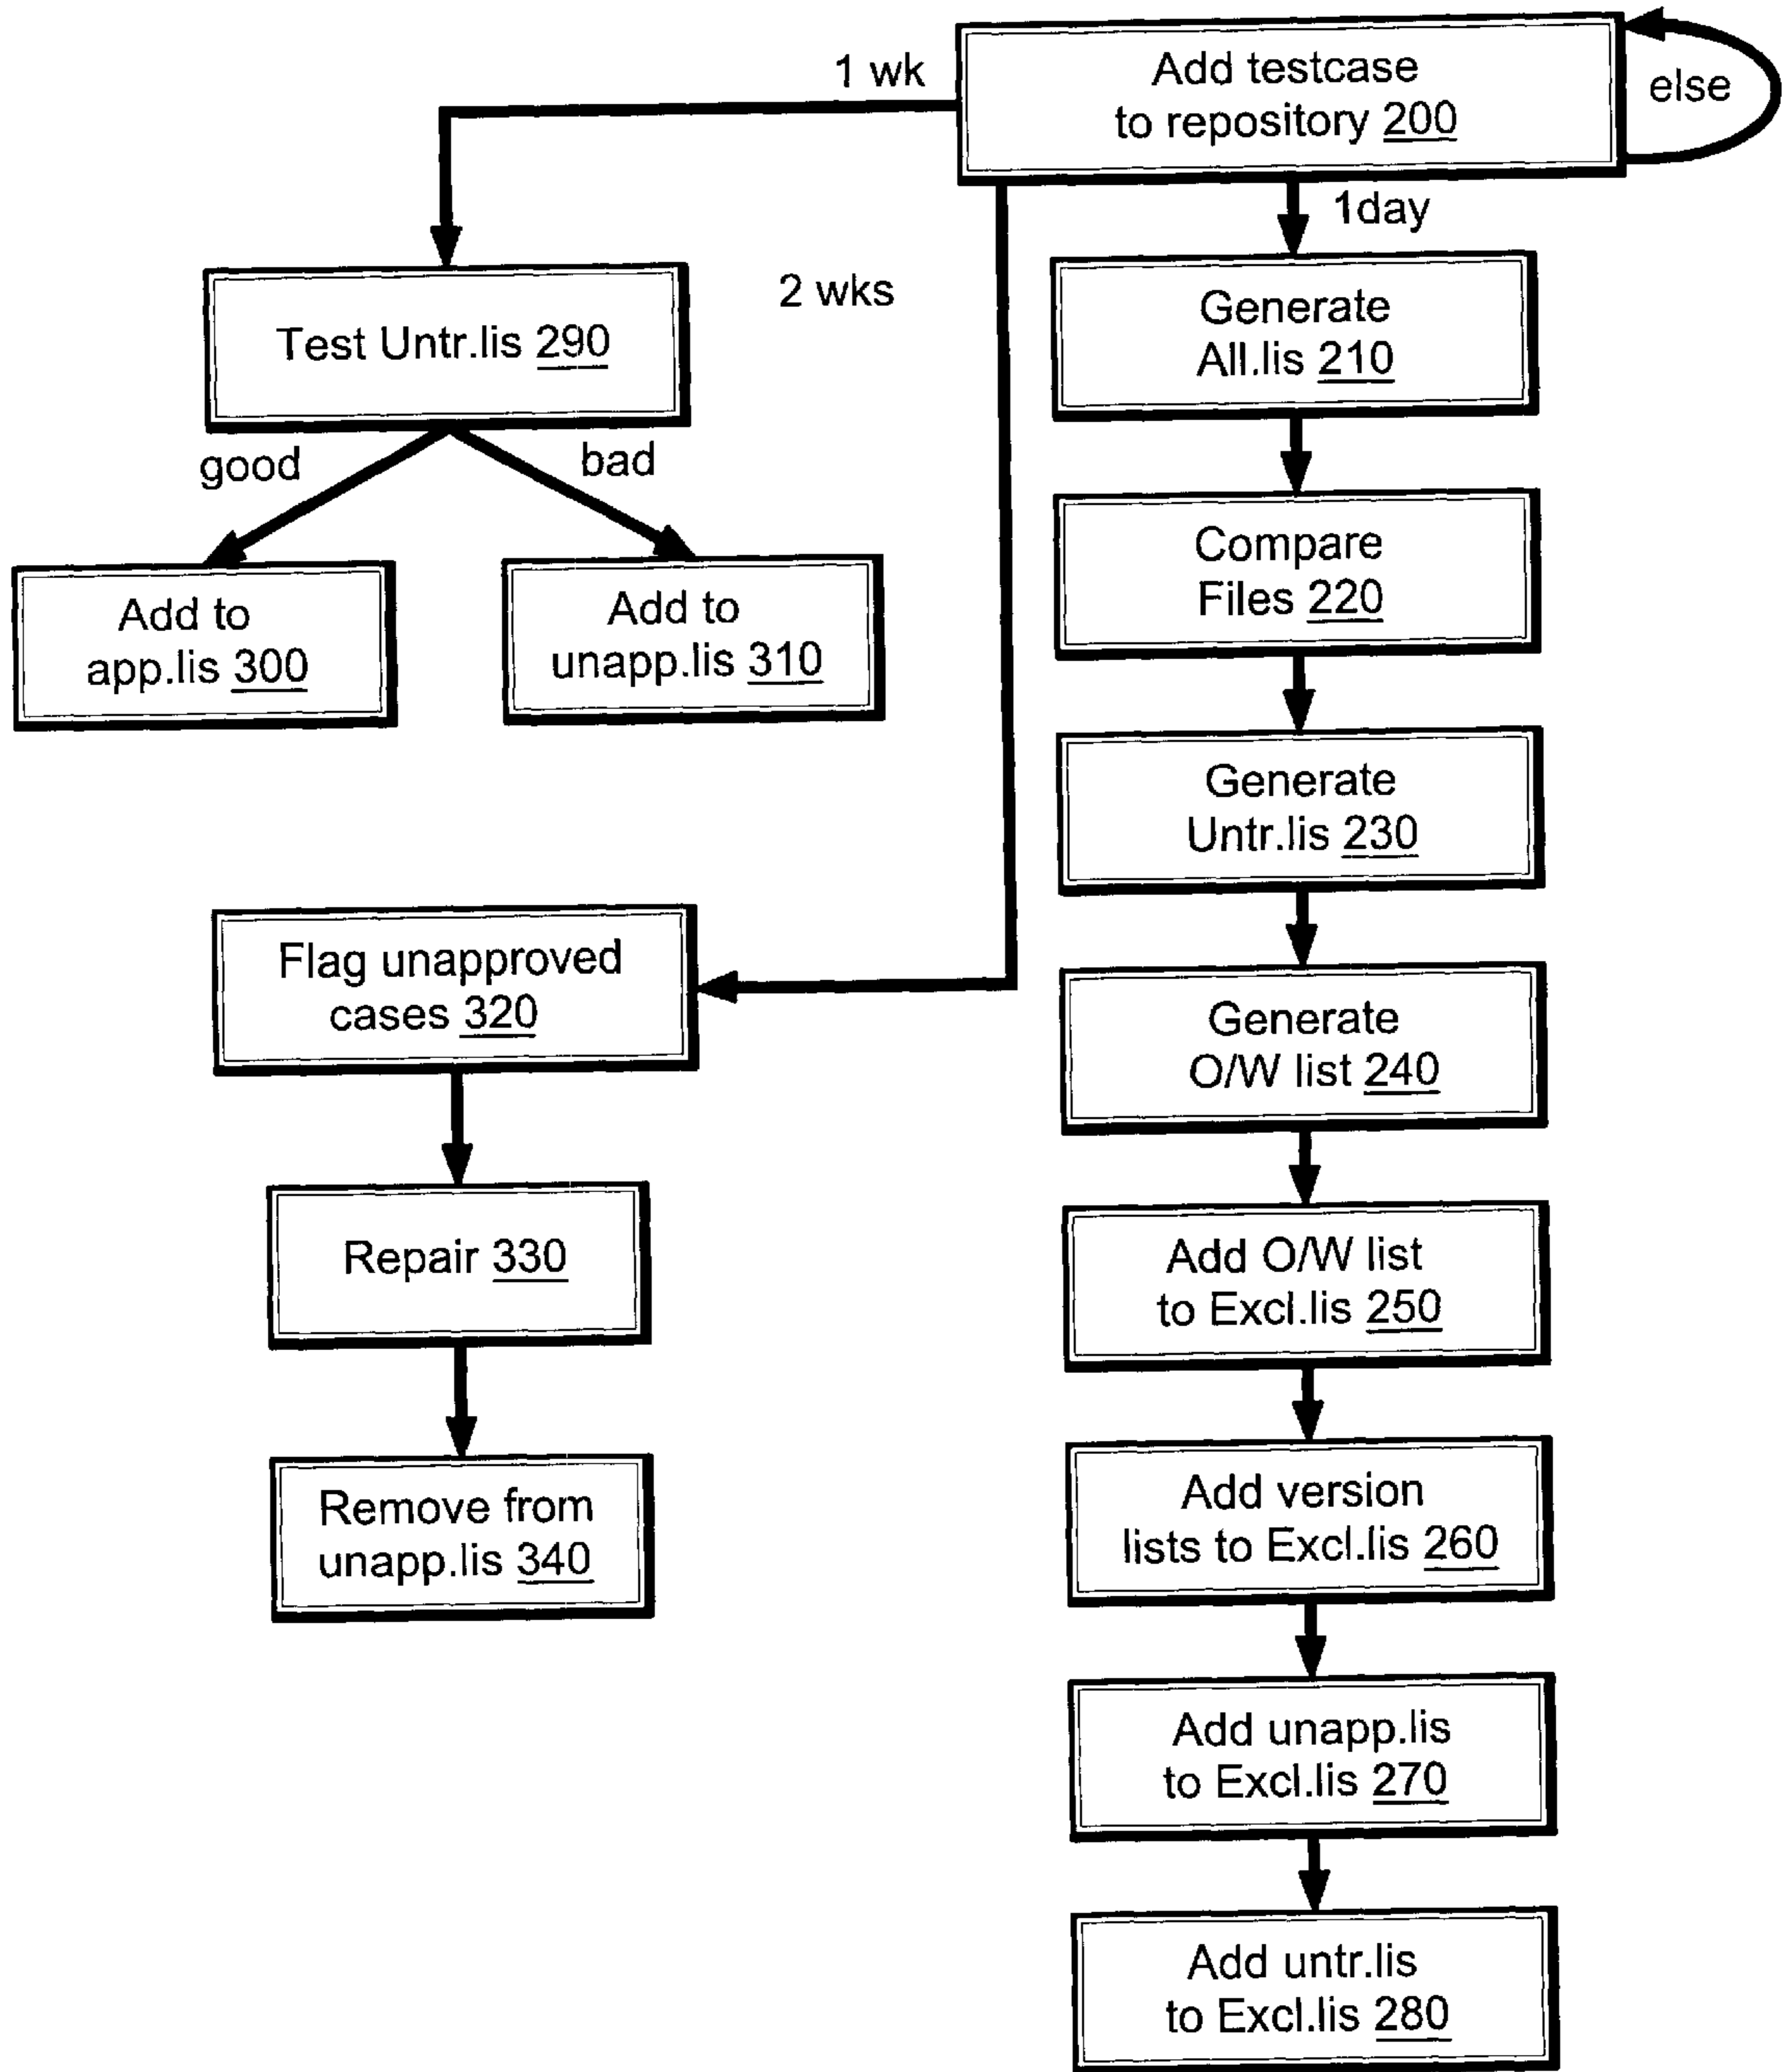 Add testcase
to repository 200
else
1 wk
1day
2 wks
Test Untr.lis 290
good
bad
Add to
app.lis 300
Add to
unapp.lis 310
Generate
All.lis 210
Compare
Files 220
Generate
Untr.lis 230
Generate
O/W list 240
Add O/W list
to Excl.lis 250
Add version
lists to Excl.lis 260
Add unapp.lis
to Excl.lis 270
Add untr.lis
to Excl.lis 280
Flag unapproved
cases 320
Repair 330
Remove from
unapp.lis 340